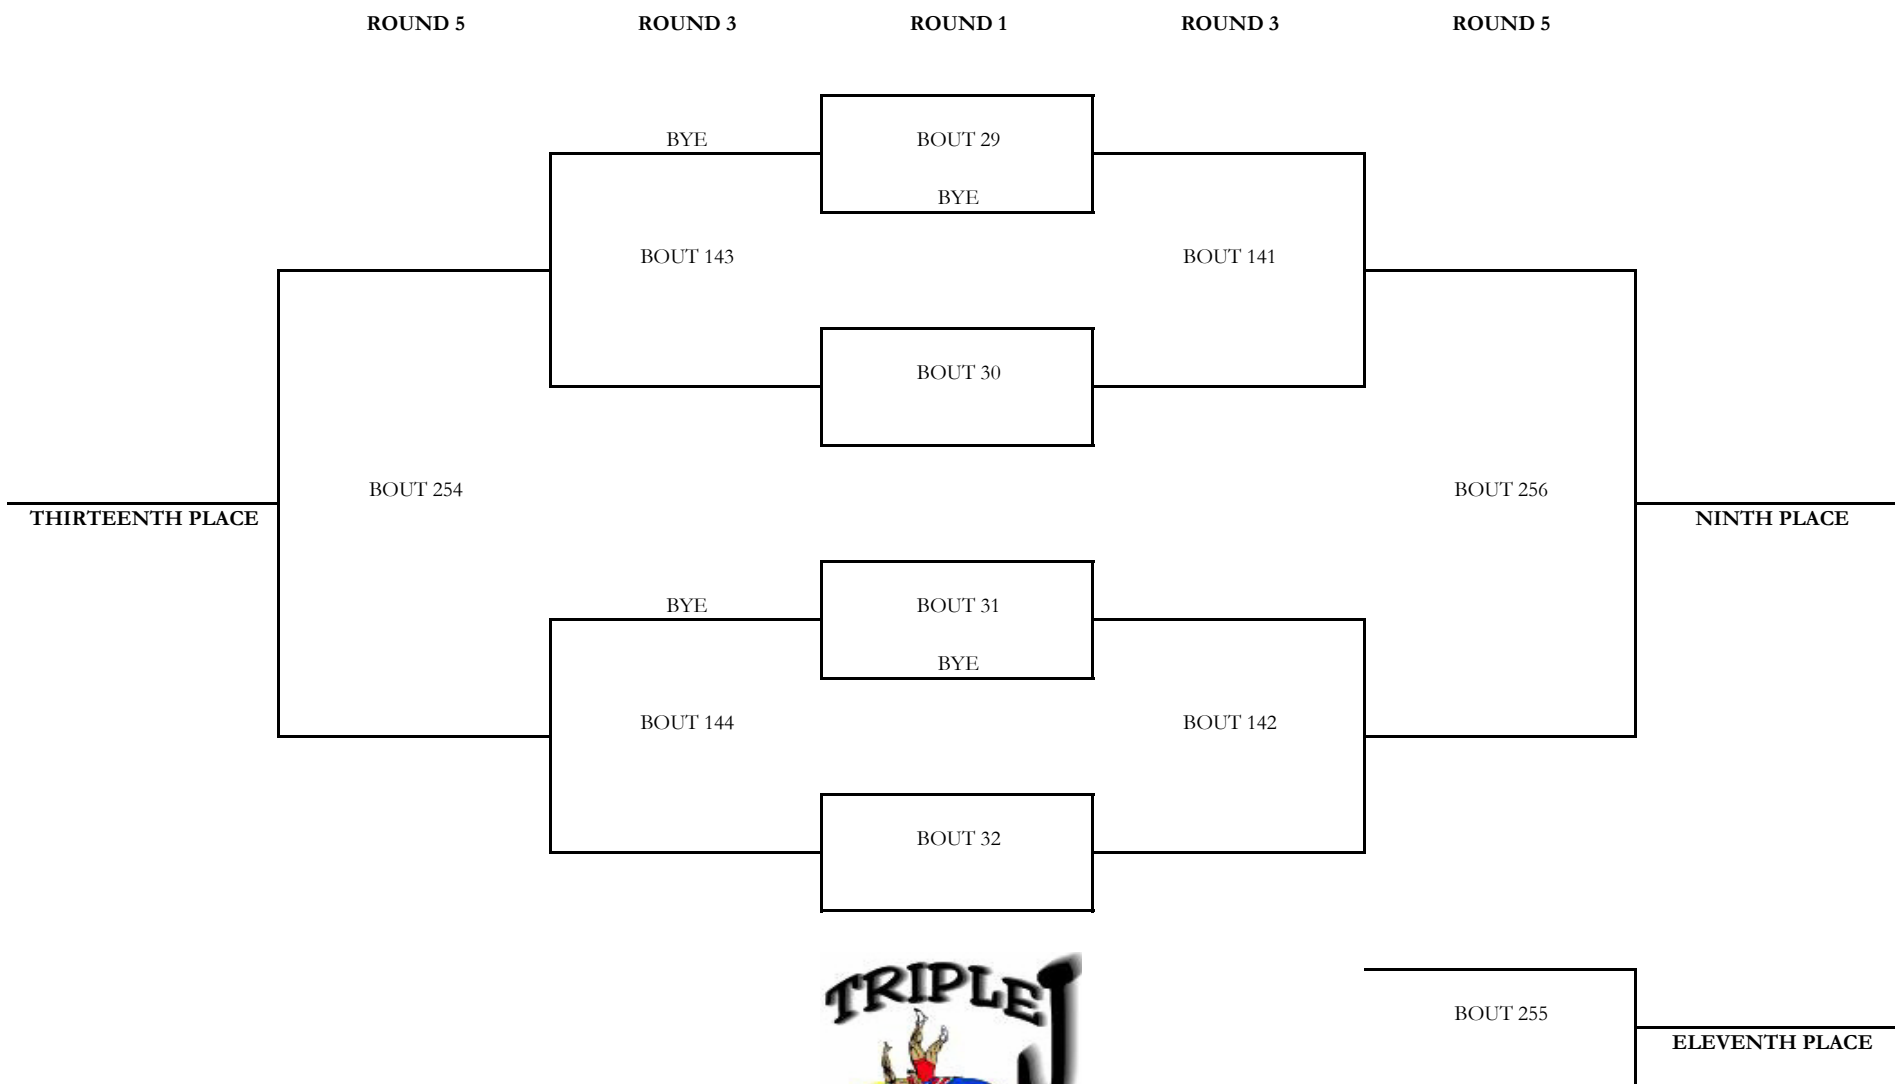 ROUND 5 ROUND 3 ROUND 1 ROUND 3 ROUND 5
BYE BOUT 29
BYE
BOUT 143 BOUT 141
BOUT 30
BOUT 254 BOUT 256
THIRTEENTH PLACE NINTH PLACE
BYE BOUT 31
BYE
BOUT 144 BOUT 142
BOUT 32
TRIPLE J
BOUT 255
ELEVENTH PLACE